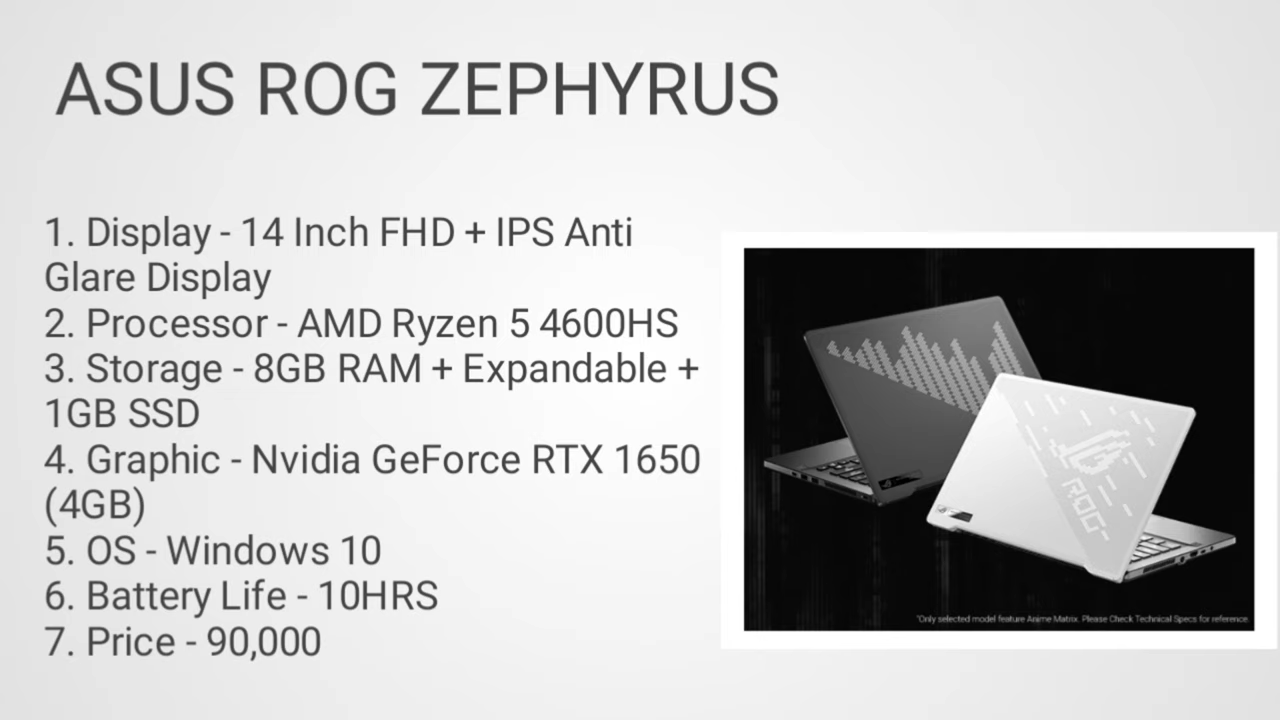 ASUS ROG ZEPHYRUS
1. Display - 14 Inch FHD + IPS Anti
Glare Display
2. Processor - AMD Ryzen 5 4600HS
3. Storage - 8GB RAM + Expandable +
1GB SSD
4. Graphic - Nvidia GeForce RTX 1650
(4GB)
5. OS - Windows 10
6. Battery Life - 10HRS
7. Price - 90,000
ROG
*Only selected model feature Anime Matrix. Please Check Technical Specs for reference.